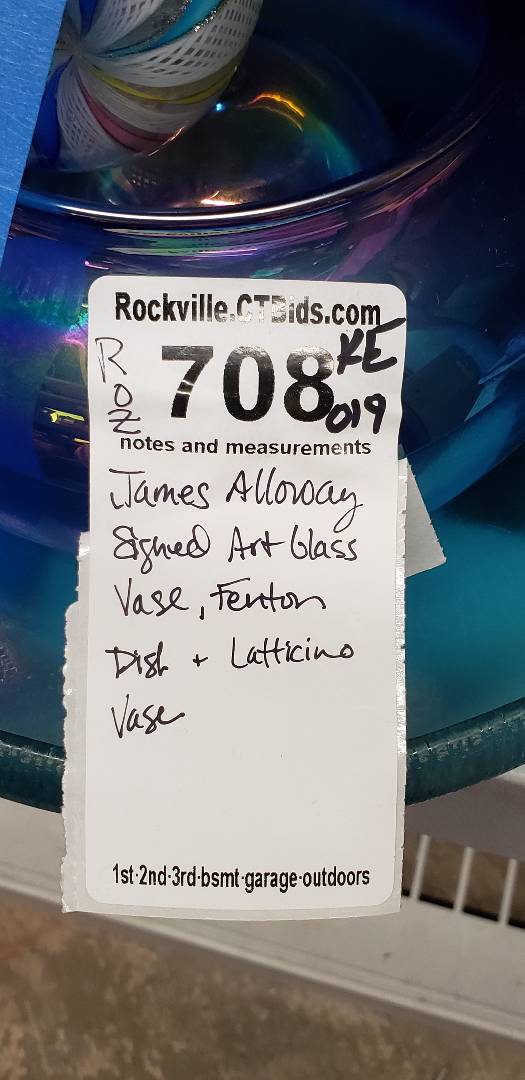 Rockville.CTBids.com
ROZ 708 KE
019
notes and measurements
James Alloway
Signed Art Glass
Vase, Fenton
Dish + Latticino
Vase
1st·2nd·3rd·bsmt·garage·outdoors